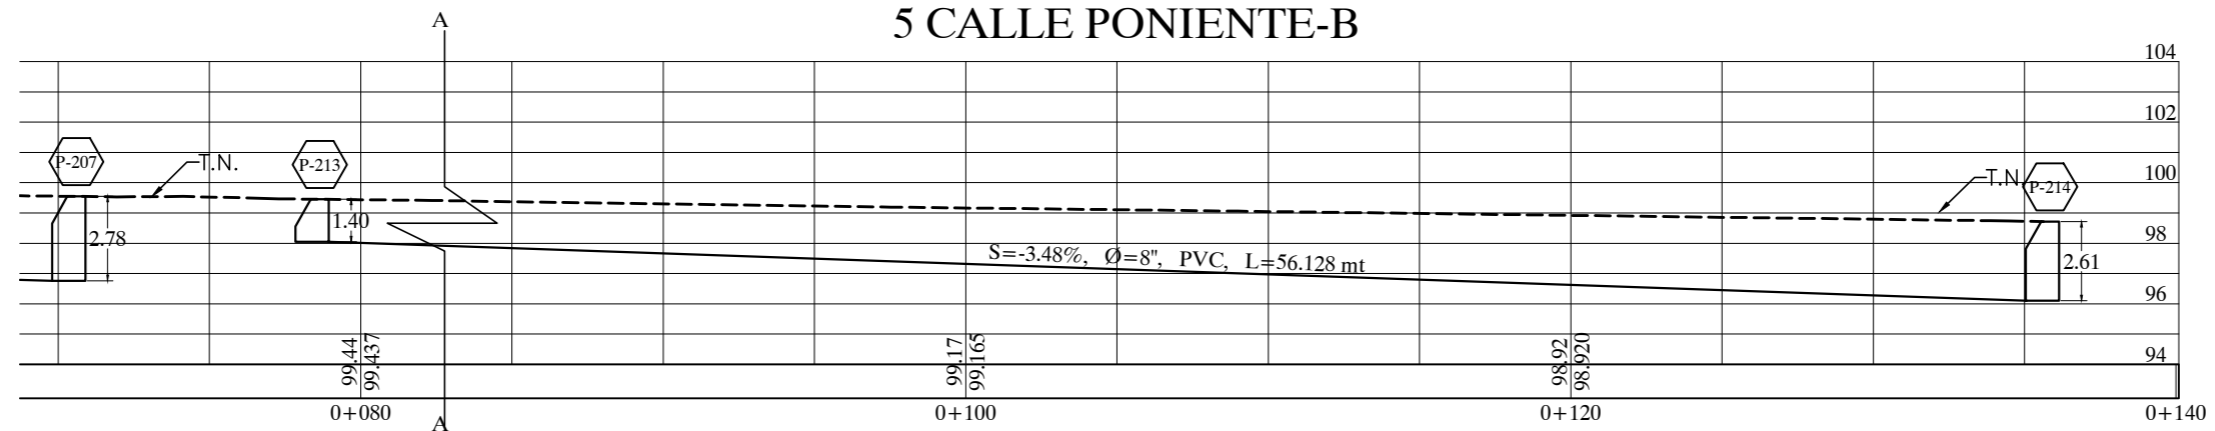 5 CALLE PONIENTE-B
A
104
102
100
98
96
94
P-207
T.N.
P-213
T.N.
P-214
2.78
1.40
S=-3.48%, Ø=8", PVC, L=56.128 mt
2.61
99.44
99.437
99.17
99.165
98.92
98.920
0+080
0+100
0+120
0+140
A